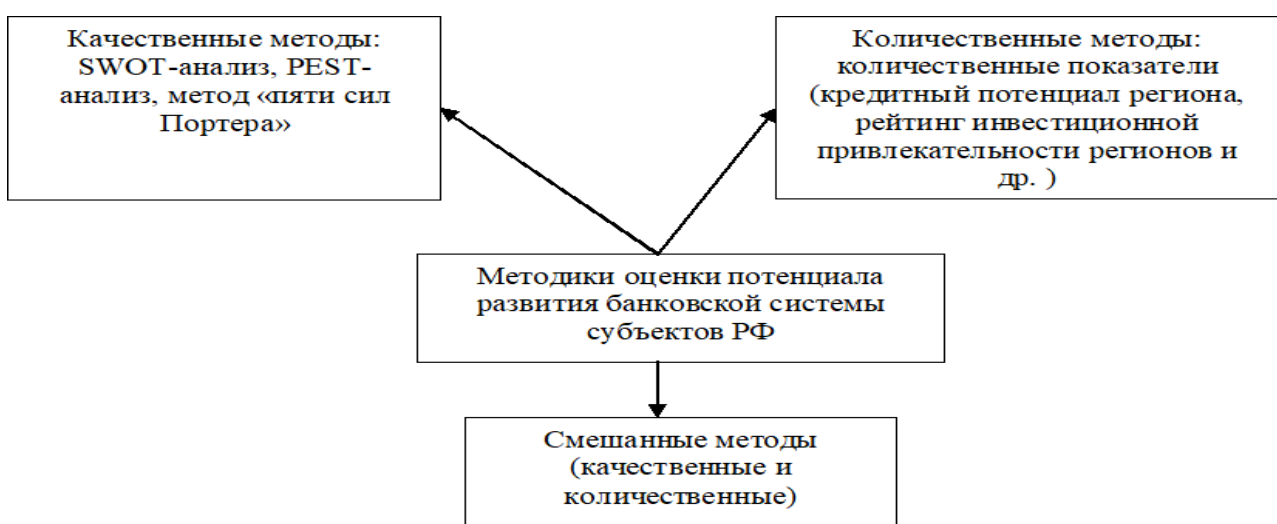 Качественные методы:
SWOT-анализ, PEST-
анализ, метод «пяти сил
Портера»
Количественные методы:
количественные показатели
(кредитный потенциал региона,
рейтинг инвестиционной
привлекательности регионов и
др. )
Методики оценки потенциала
развития банковской системы
субъектов РФ
Смешанные методы
(качественные и
количественные)